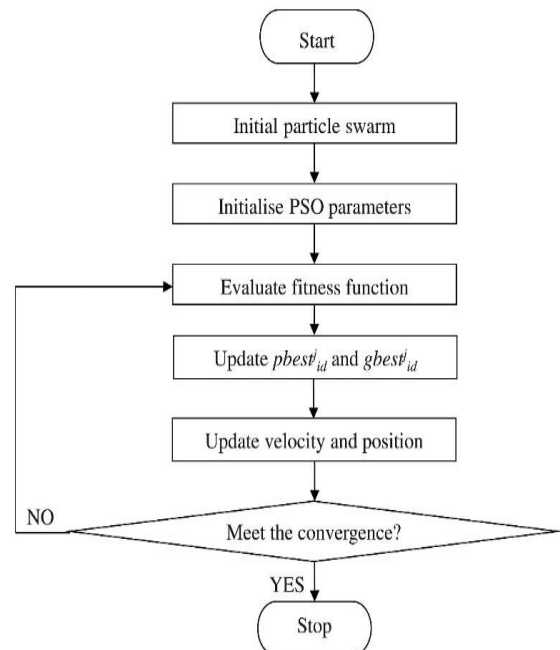 Start
Initial particle swarm
Initialise PSO parameters
Evaluate fitness function
Update pbest^j_id and gbest^j_id
Update velocity and position
NO
Meet the convergence?
YES
Stop